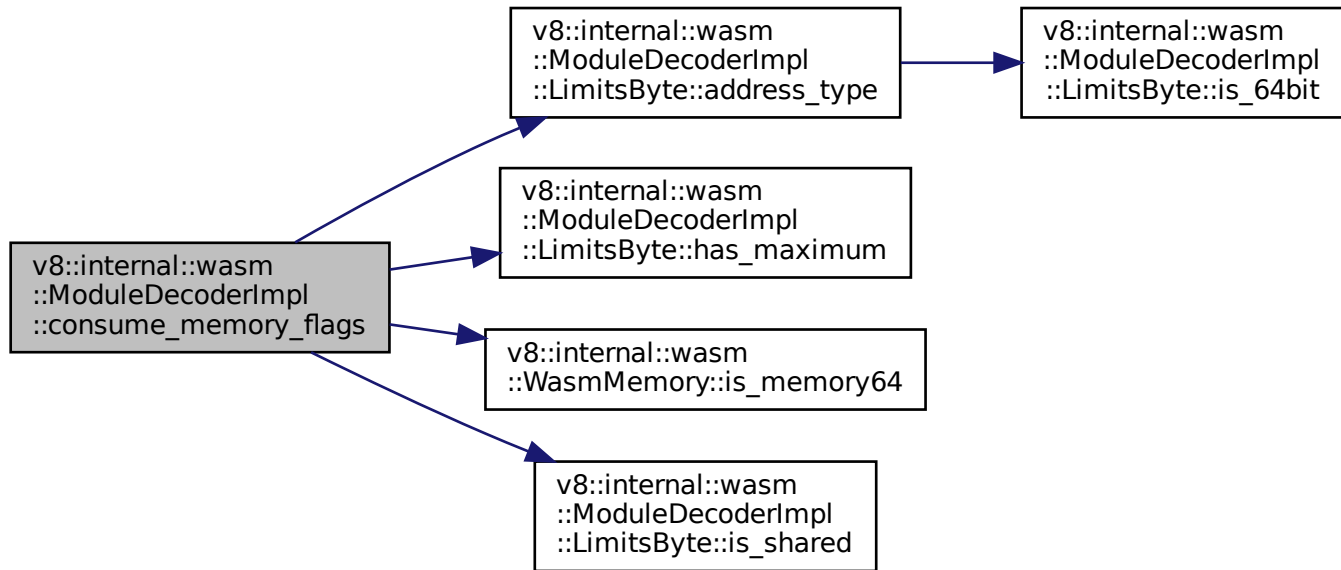 v8::internal::wasm
::ModuleDecoderImpl
::LimitsByte::address_type
v8::internal::wasm
::ModuleDecoderImpl
::LimitsByte::is_64bit
v8::internal::wasm
::ModuleDecoderImpl
::LimitsByte::has_maximum
v8::internal::wasm
::ModuleDecoderImpl
::consume_memory_flags
v8::internal::wasm
::WasmMemory::is_memory64
v8::internal::wasm
::ModuleDecoderImpl
::LimitsByte::is_shared